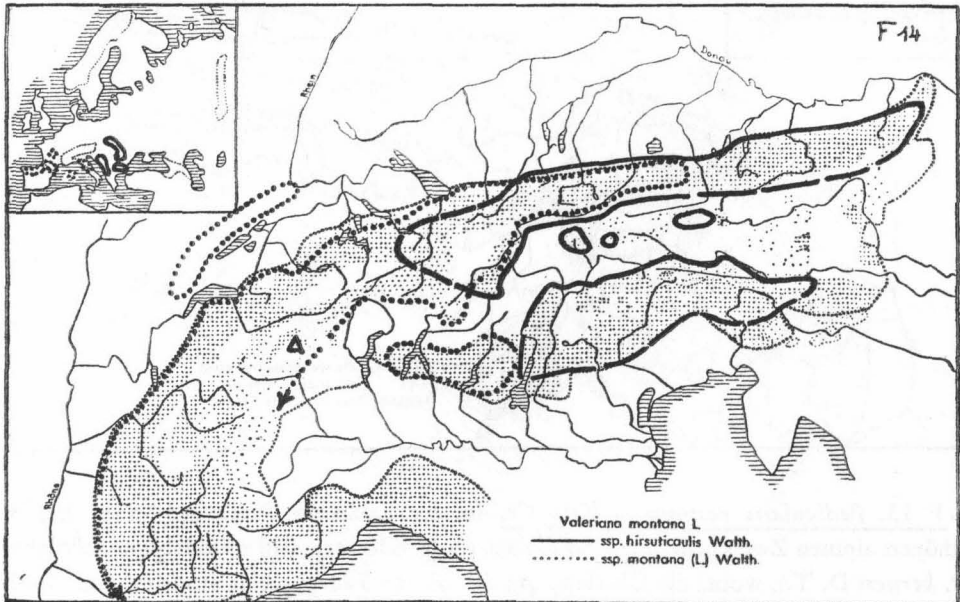 F 14
Donau
Rhein
Rhône
Valeriana montana L.
ssp. hirsuticaulis Walth.
ssp. montana (L.) Walth.